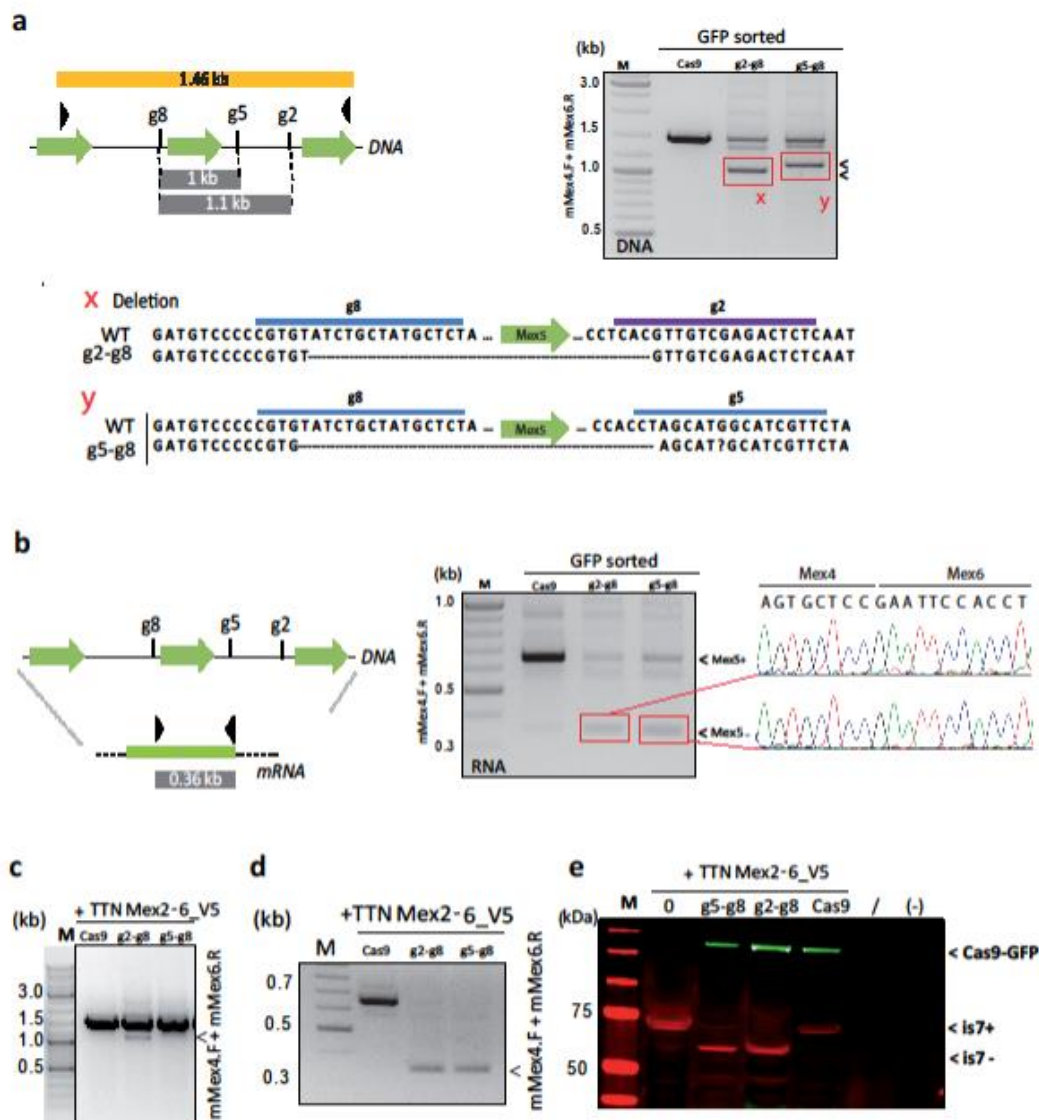 a
1.46 kb
g8 g5 g2
DNA
1 kb
1.1 kb
GFP sorted
(kb)
M Cas9 g2-g8 g5-g8
3.0
1.5
1.0
0.5
mMex4.F + mMex6.R
<
<
x y
DNA
x Deletion
g8 g2
WT GATGTCCCCCGTGTATCTGCTATGCTCTA ... Mex5 ...CCTCACGTTGTCGAGACTCTCAAT
g2-g8 GATGTCCCCCGTGT------------------------------GTTGTCGAGACTCTCAAT
y
g8 g5
WT GATGTCCCCCGTGTATCTGCTATGCTCTA ... Mex5 ... CCACCTAGCATGGCATCGTTCTA
g5-g8 GATGTCCCCCGTG------------------------------AGCAT?GCATCGTTCTA
b
g8 g5 g2
DNA
mRNA
0.36 kb
GFP sorted
(kb)
M Cas9 g2-g8 g5-g8
1.0
0.5
0.3
mMex4.F + mMex6.R
< Mex5+
< Mex5-
RNA
Mex4 Mex6
AGTGCTCCGAATTCCACCT
c
+ TTN Mex2-6_V5
(kb)
M Cas9 g2-g8 g5-g8
3.0
1.5
1.0
0.5
<
mMex4.F + mMex6.R
d
+TTN Mex2-6_V5
(kb)
M Cas9 g2-g8 g5-g8
0.7
0.5
0.3
<
mMex4.F + mMex6.R
e
+ TTN Mex2-6_V5
(kDa) M 0 g5-g8 g2-g8 Cas9 / (-)
< Cas9-GFP
75
< is7+
< is7 -
50